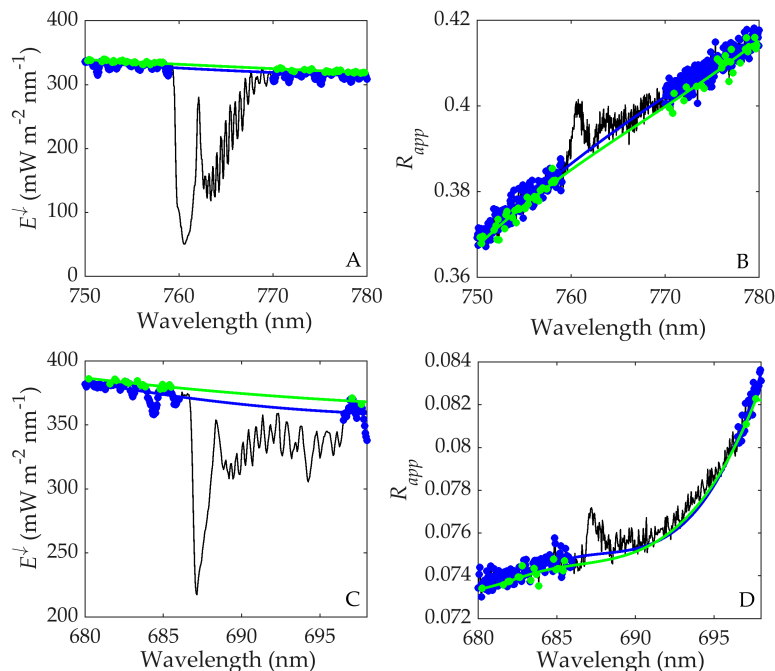 400
300
200
100
0
E↓ (mW m−2 nm−1)
750 760 770 780
Wavelength (nm)
A
0.42
0.4
0.38
0.36
Rapp
750 760 770 780
Wavelength (nm)
B
400
350
300
250
200
E↓ (mW m−2 nm−1)
680 685 690 695
Wavelength (nm)
C
0.084
0.082
0.08
0.078
0.076
0.074
0.072
Rapp
680 685 690 695
Wavelength (nm)
D